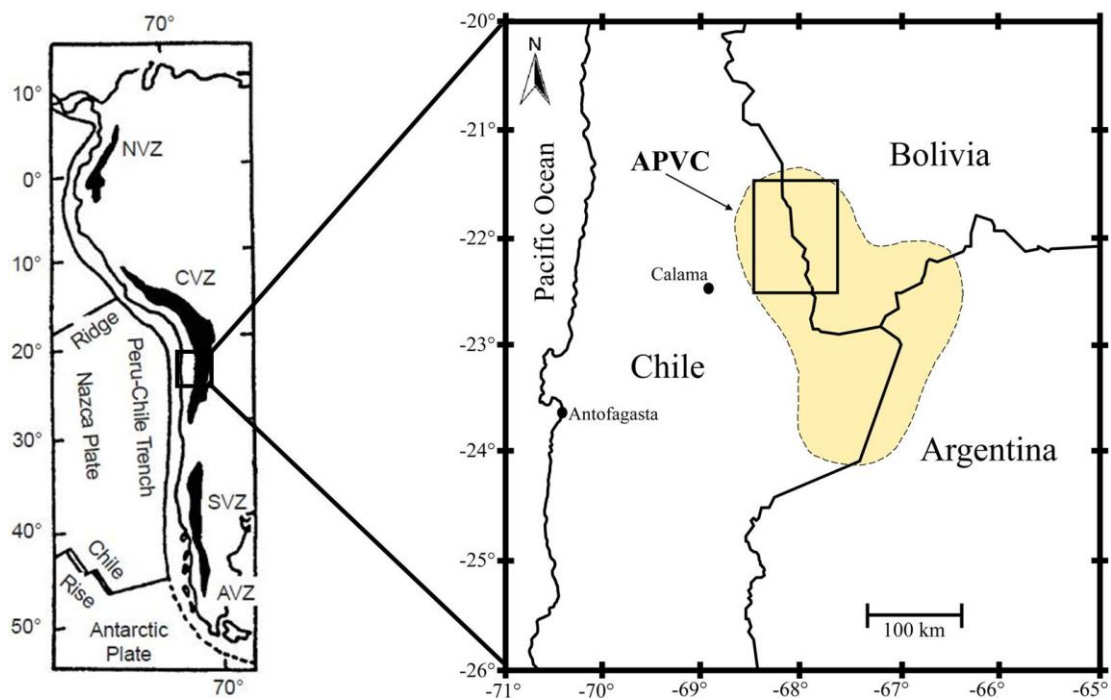 70°
10°
0°
10°
20°
30°
40°
50°
NVZ
CVZ
Ridge
Peru-Chile Trench
Nazca Plate
SVZ
Chile
Rise
AVZ
Antarctic
Plate
70°
-20°
-21°
-22°
-23°
-24°
-25°
-26°
N
Pacific Ocean
APVC
Bolivia
Calama
Chile
Antofagasta
Argentina
100 km
-71°
-70°
-69°
-68°
-67°
-66°
-65°